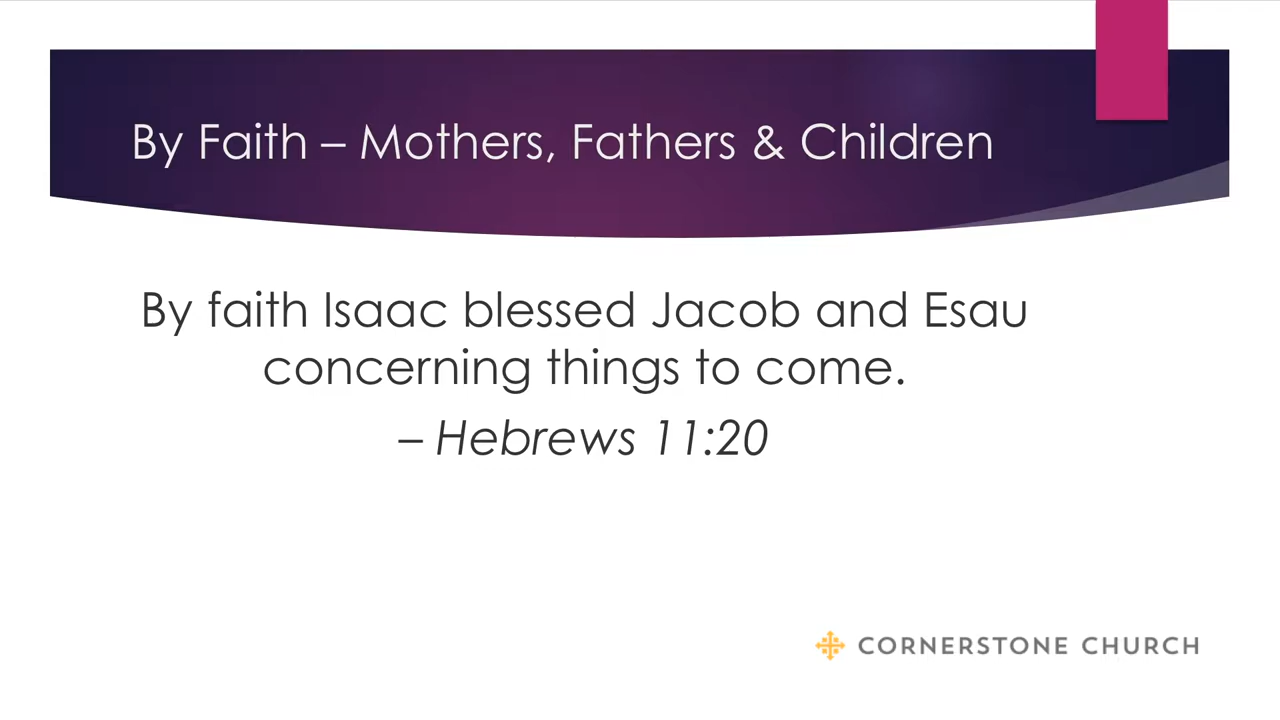 By Faith – Mothers, Fathers & Children
By faith Isaac blessed Jacob and Esau
concerning things to come.
– Hebrews 11:20
CORNERSTONE CHURCH